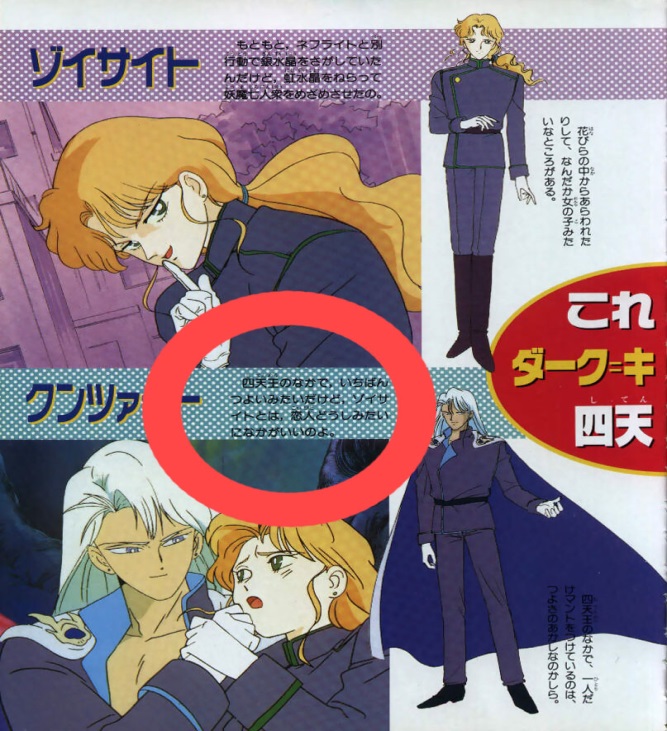 ゾイサイト
もともと，ネフライトと別
行動で銀水晶をさがしていた
んだけど，虹水晶をねらって
妖魔七人衆をめざめさせたの。
花びらの中からあらわれた
りして、なんだか女の子みた
いなところがある。
これ
ダーク=キ
四天
してん
クンツァ
四天王のなかで，いちばん
つよいみたいだけど，ゾイサ
イトとは，恋人どうしみたい
になかがいいのよ。
四天王のなかで、一人だ
けマントをつけているのは、
つよさのあかしなのかしら。